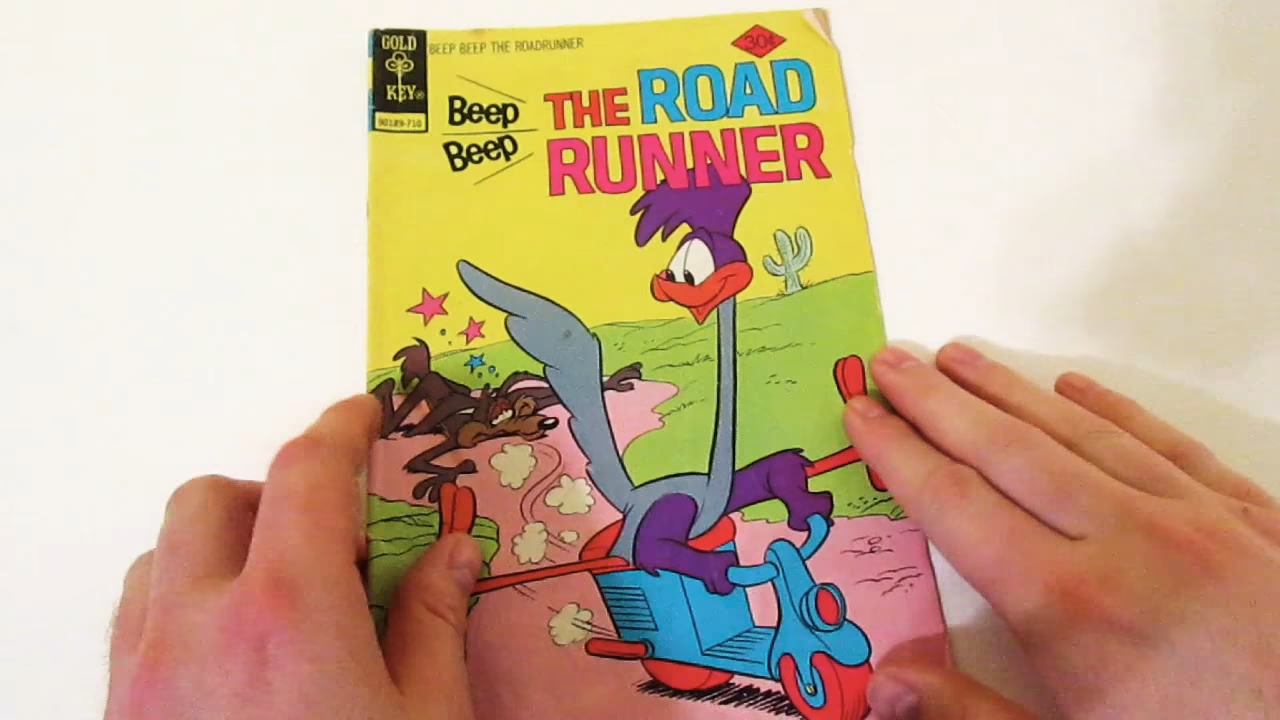 GOLD
KEY®
90189-710
BEEP BEEP THE ROADRUNNER
30¢
Beep
Beep
THE ROAD
RUNNER